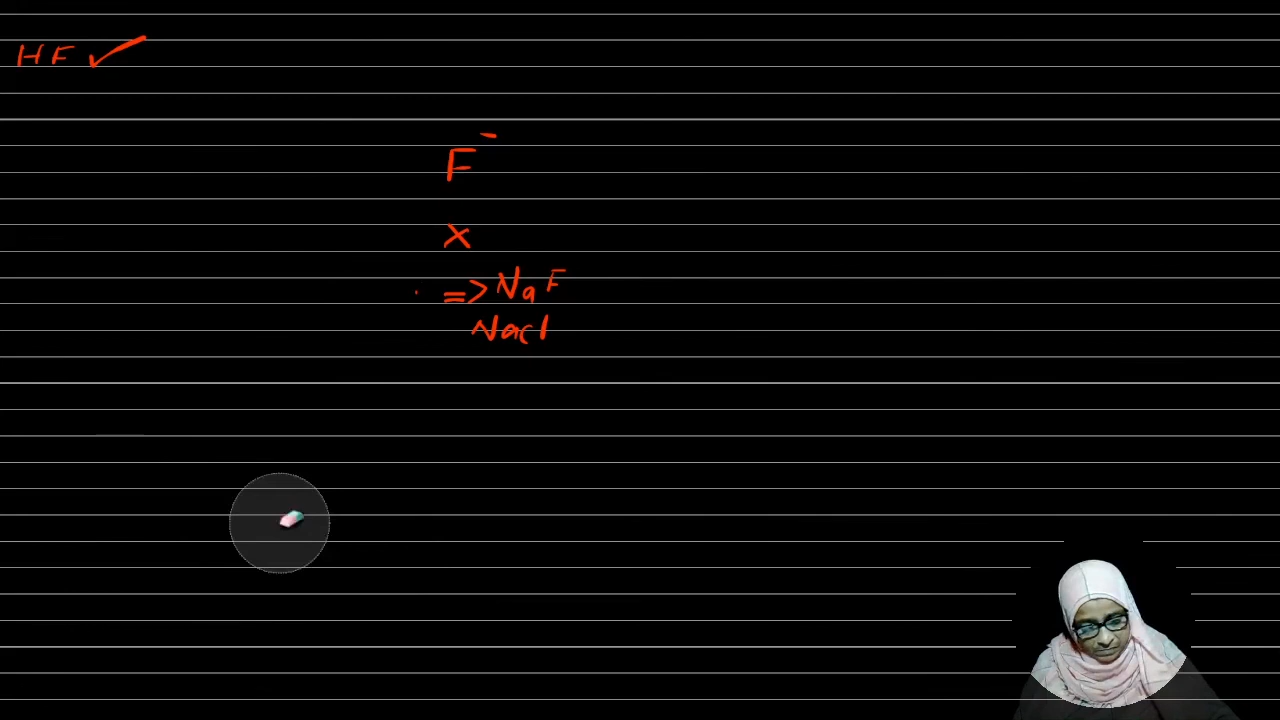 HF ✓
F⁻
x
=> NaF
Nacl